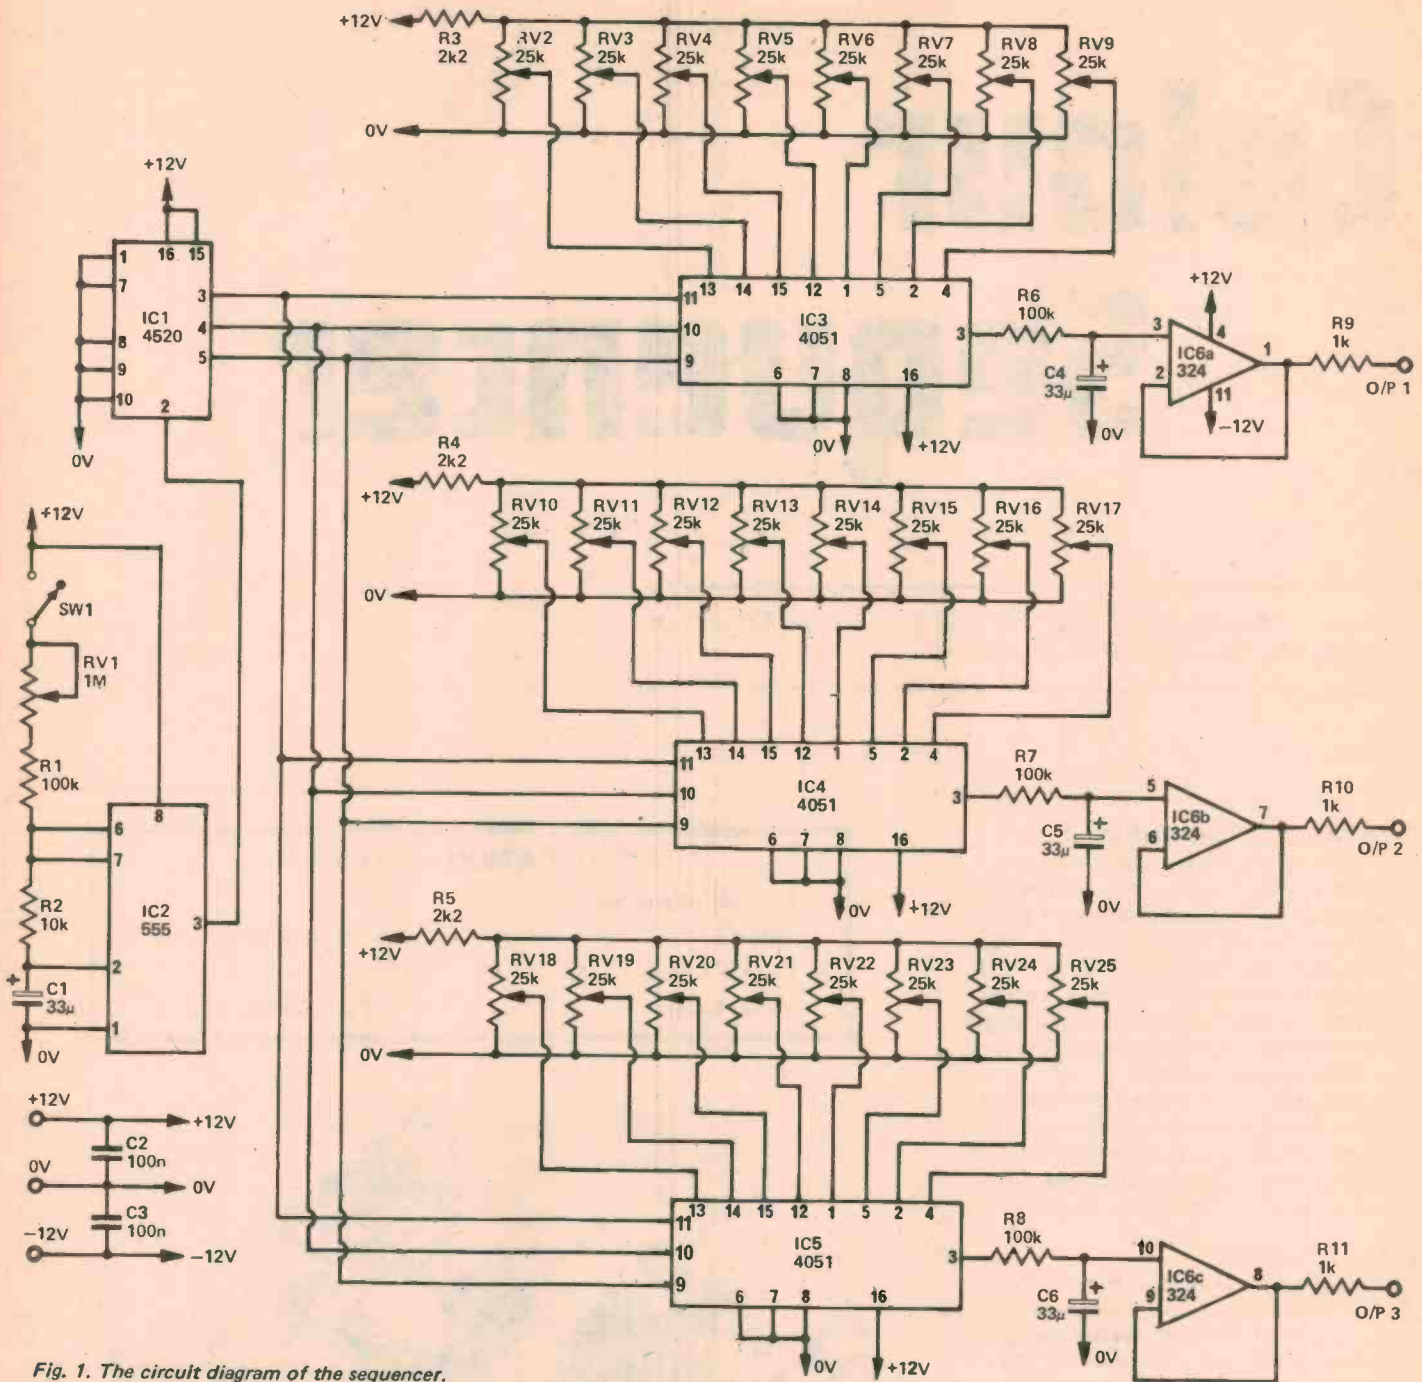 +12V
R3
2k2
RV2
25k
RV3
25k
RV4
25k
RV5
25k
RV6
25k
RV7
25k
RV8
25k
RV9
25k
0V
+12V
16 15
1
7
8
9
10
IC1
4520
3
4
5
2
0V
13 14 15 12 1 5 2 4
11
10
9
IC3
4051
3
6 7 8 16
0V
+12V
R6
100k
C4
33μ
+
0V
3
2
IC6a
324
+12V
4
1
11
-12V
R9
1k
O/P 1
R4
2k2
+12V
RV10
25k
RV11
25k
RV12
25k
RV13
25k
RV14
25k
RV15
25k
RV16
25k
RV17
25k
0V
13 14 15 12 1 5 2 4
11
10
9
IC4
4051
3
6 7 8 16
0V
+12V
R7
100k
C5
33μ
+
0V
5
6
IC6b
324
7
R10
1k
O/P 2
+12V
SW1
RV1
1M
R1
100k
R2
10k
+
C1
33μ
0V
8
6
7
IC2
555
3
2
1
R5
2k2
+12V
RV18
25k
RV19
25k
RV20
25k
RV21
25k
RV22
25k
RV23
25k
RV24
25k
RV25
25k
0V
13 14 15 12 1 5 2 4
11
10
9
IC5
4051
3
6 7 8 16
0V
+12V
R8
100k
C6
33μ
+
0V
10
9
IC6c
324
8
R11
1k
O/P 3
+12V
+12V
C2
100n
0V
0V
C3
100n
-12V
-12V
Fig. 1. The circuit diagram of the sequencer.